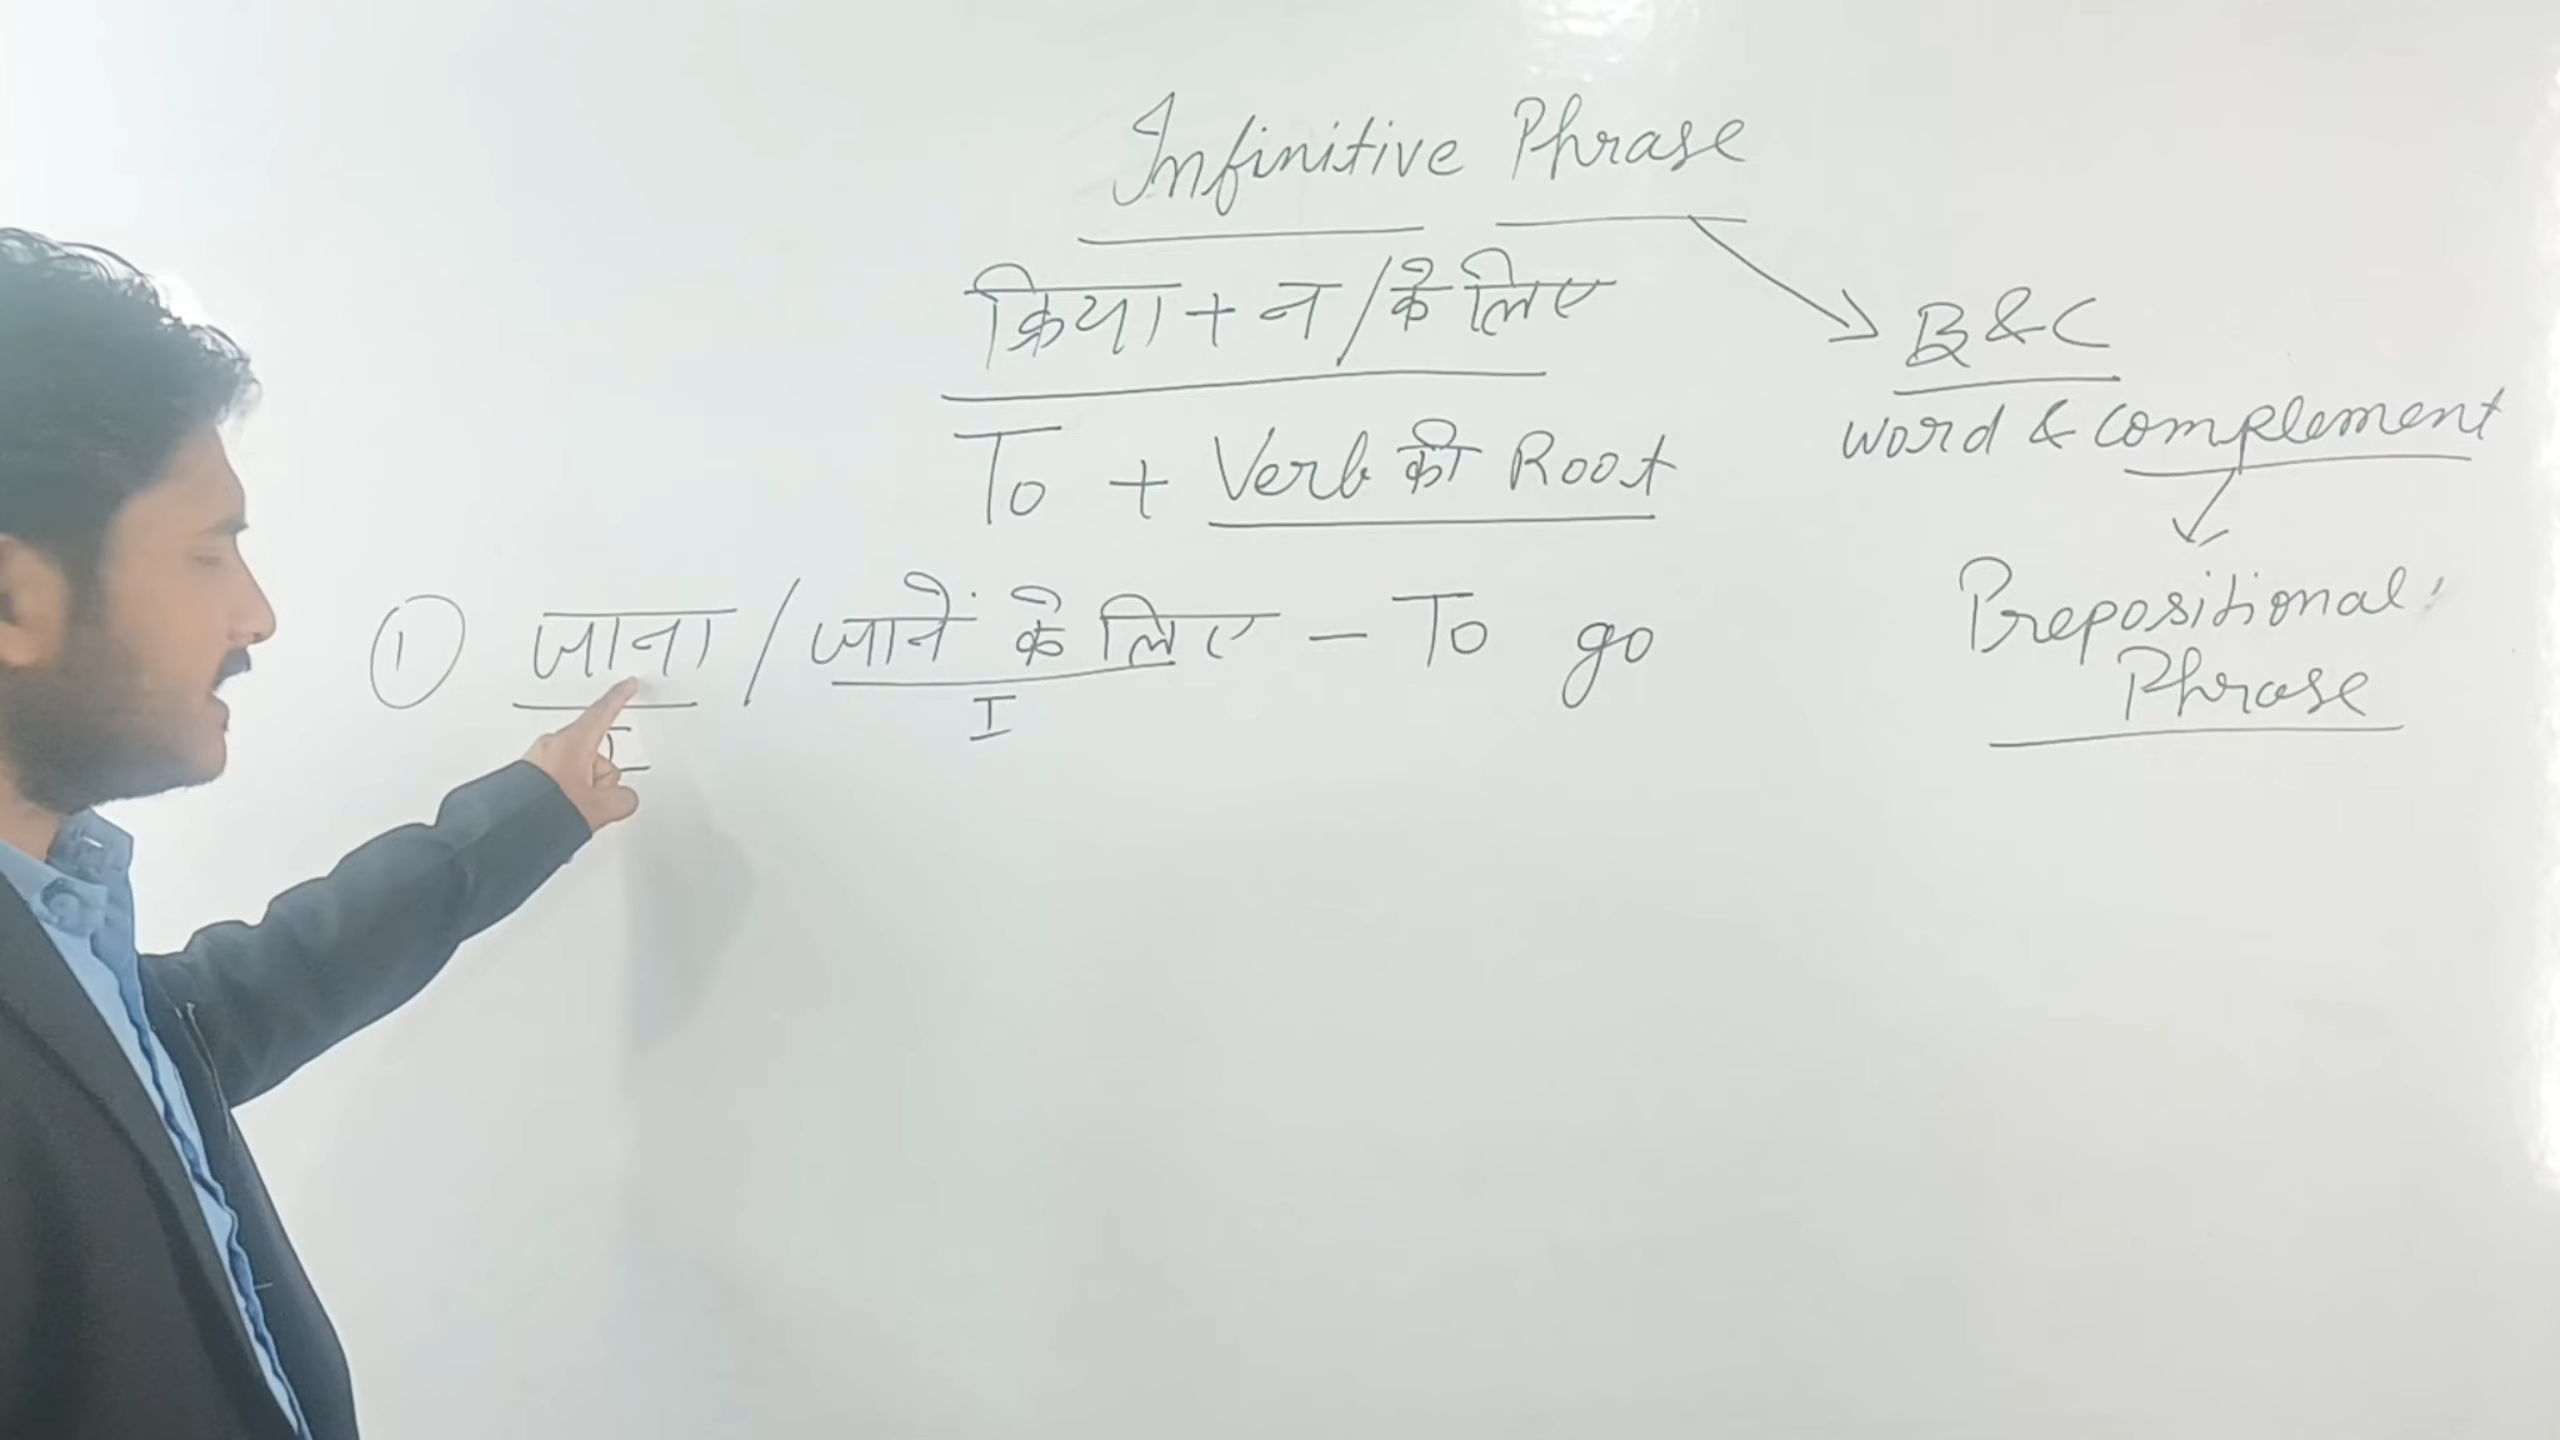 Infinitive Phrase
क्रिया + न / के लिए
To + Verb की Root
① जाना / जानें के लिए - To go
I I
B & C
word & complement
Prepositional
Phrase